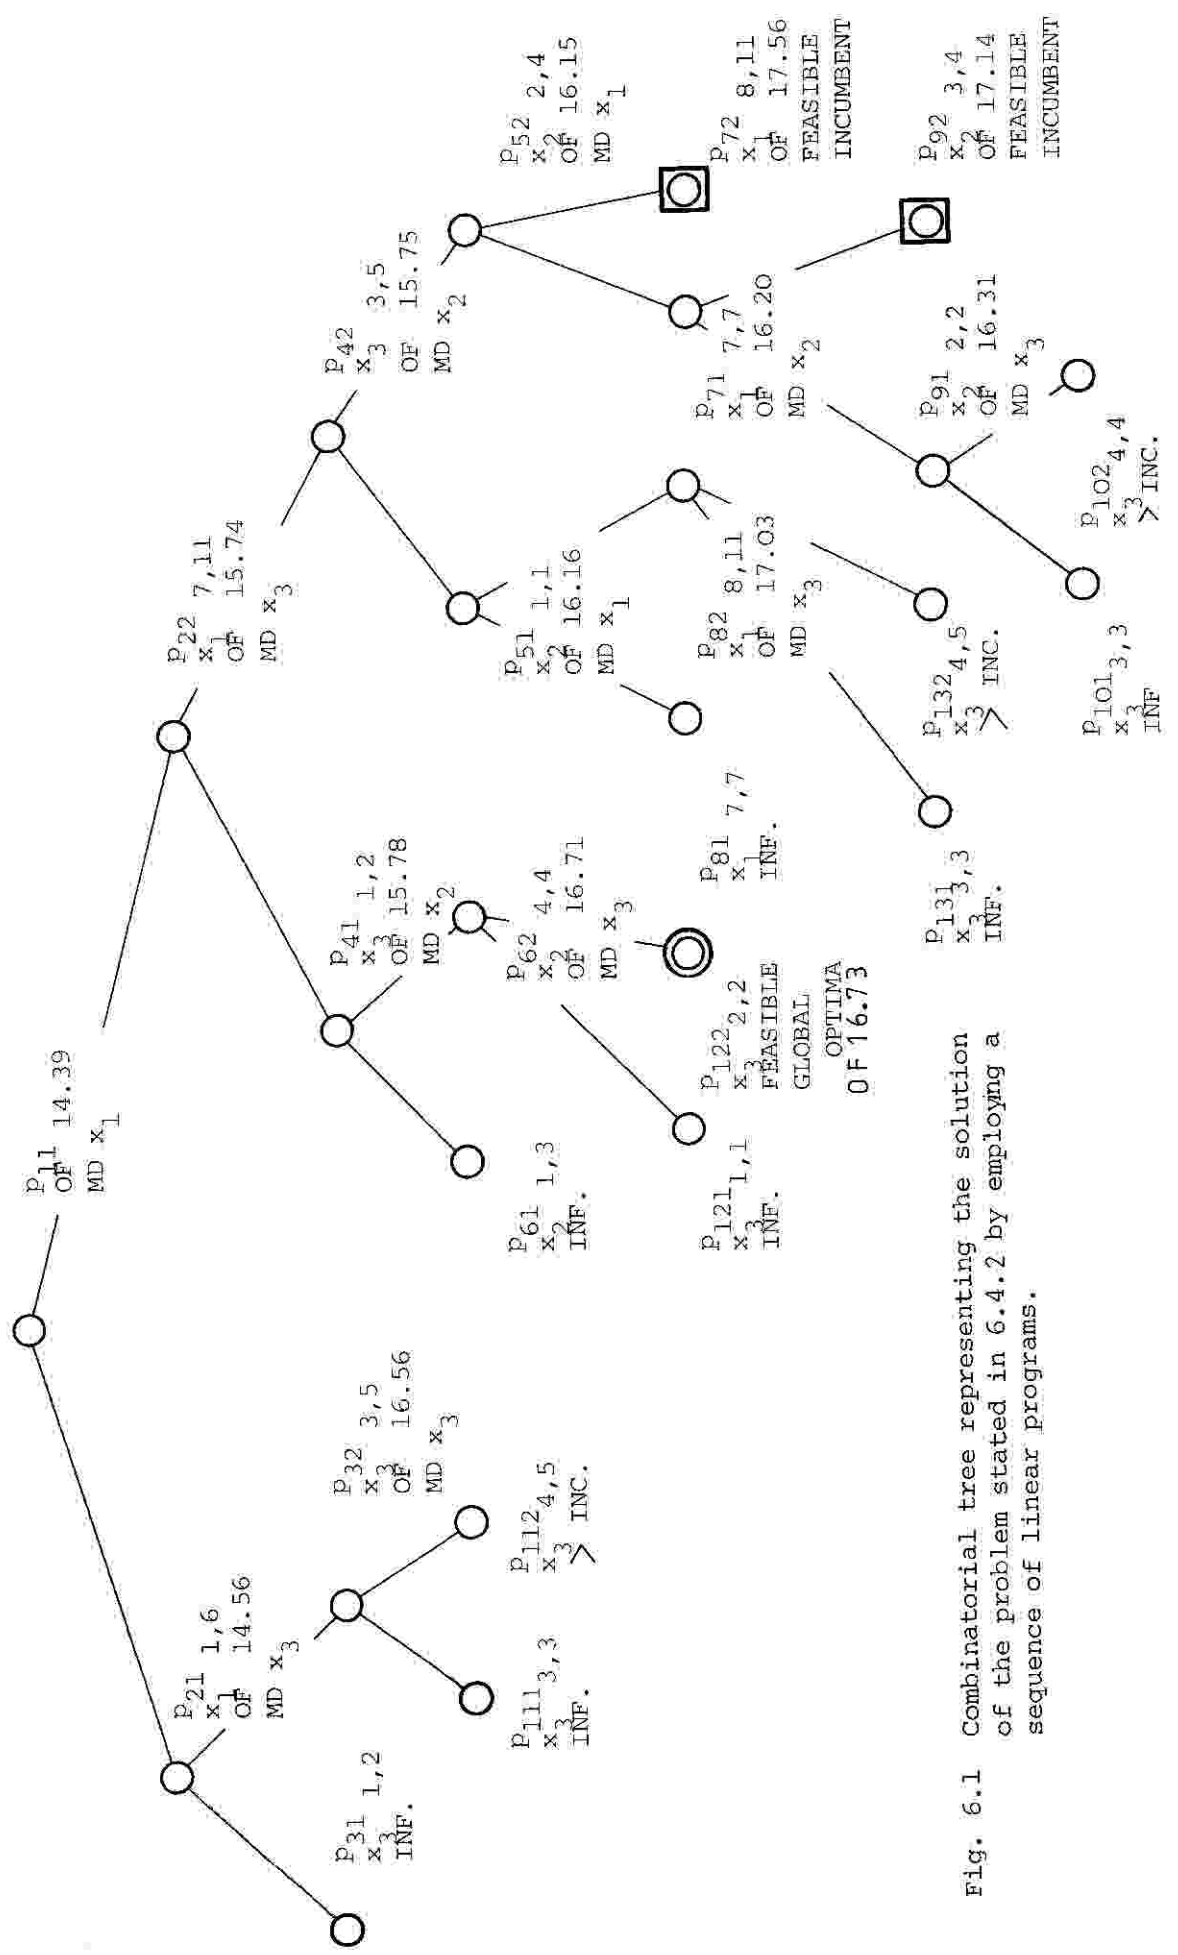 P11
OF 14.39
MD x1
P21
x1 1,6
OF 14.56
MD x3
P22
x1 7,11
OF 15.74
MD x3
P31
x3 1,2
INF.
P32
x3 3,5
OF 16.56
MD x3
P41
x3 1,2
OF 15.78
MD x2
P42
x3 3,5
OF 15.75
MD x2
P111
x3 3,3
INF.
P112
x3 4,5
> INC.
P61
x2 1,3
INF.
P62
x2 4,4
OF 16.71
MD x3
P51
x2 1,1
OF 16.16
MD x1
P52
x2 2,4
OF 16.15
MD x1
P121
x3 1,1
INF.
P122
x3 2,2
FEASIBLE
GLOBAL
OPTIMA
OF 16.73
P81
x1 7,7
INF.
P82
x1 8,11
OF 17.03
MD x3
P71
x1 7,7
OF 16.20
MD x2
P72
x1 8,11
OF 17.56
FEASIBLE
INCUMBENT
P131
x3 3,3
INF.
P132
x3 4,5
> INC.
P91
x2 2,2
OF 16.31
MD x3
P92
x2 3,4
OF 17.14
FEASIBLE
INCUMBENT
P101
x3 3,3
INF
P102
x3 4,4
> INC.
Fig. 6.1 Combinatorial tree representing the solution
of the problem stated in 6.4.2 by employing a
sequence of linear programs.